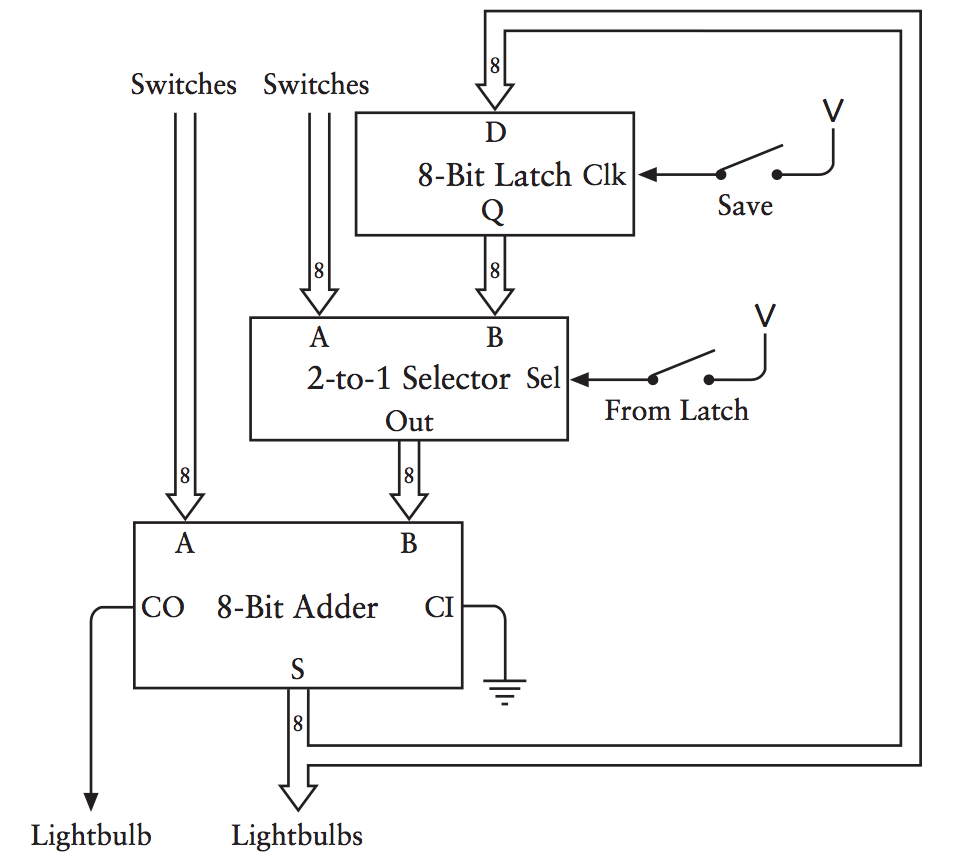 8
Switches Switches
V
D
8-Bit Latch Clk
Q
Save
8
8
V
A B
2-to-1 Selector Sel
Out
From Latch
8
8
A B
CO 8-Bit Adder CI
S
8
Lightbulb Lightbulbs